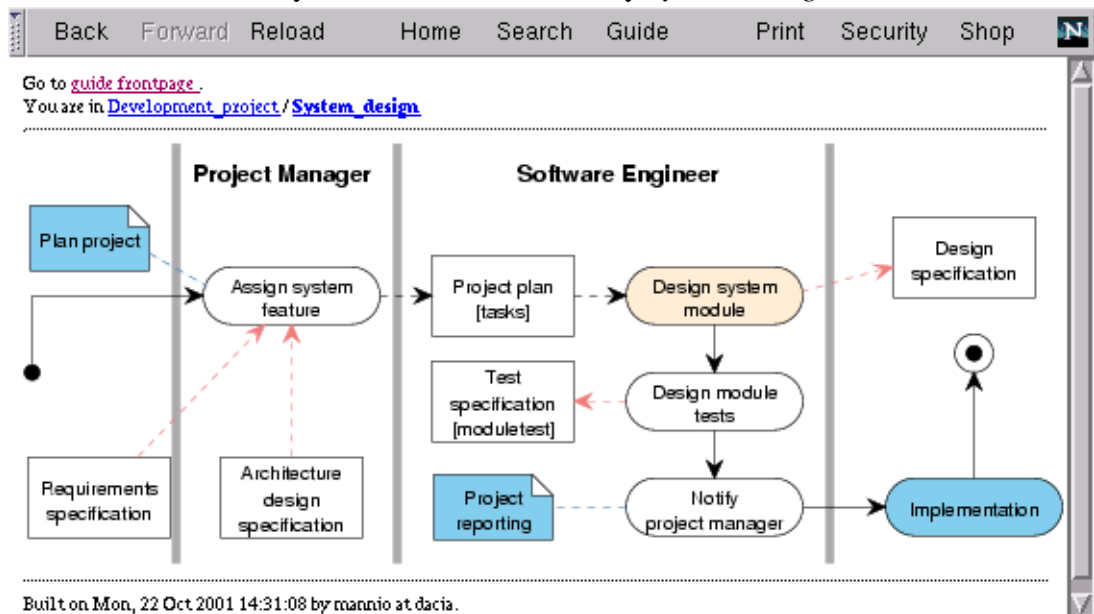 Back Forward Reload Home Search Guide Print Security Shop N
Go to guide frontpage .
You are in Development_project / System_design
Project Manager
Software Engineer
Plan project
Assign system
feature
Project plan
[tasks]
Design system
module
Design
specification
Test
specification
[moduletest]
Design module
tests
Requirements
specification
Architecture
design
specification
Project
reporting
Notify
project manager
Implementation
Built on Mon, 22 Oct 2001 14:31:08 by mannio at dacia.